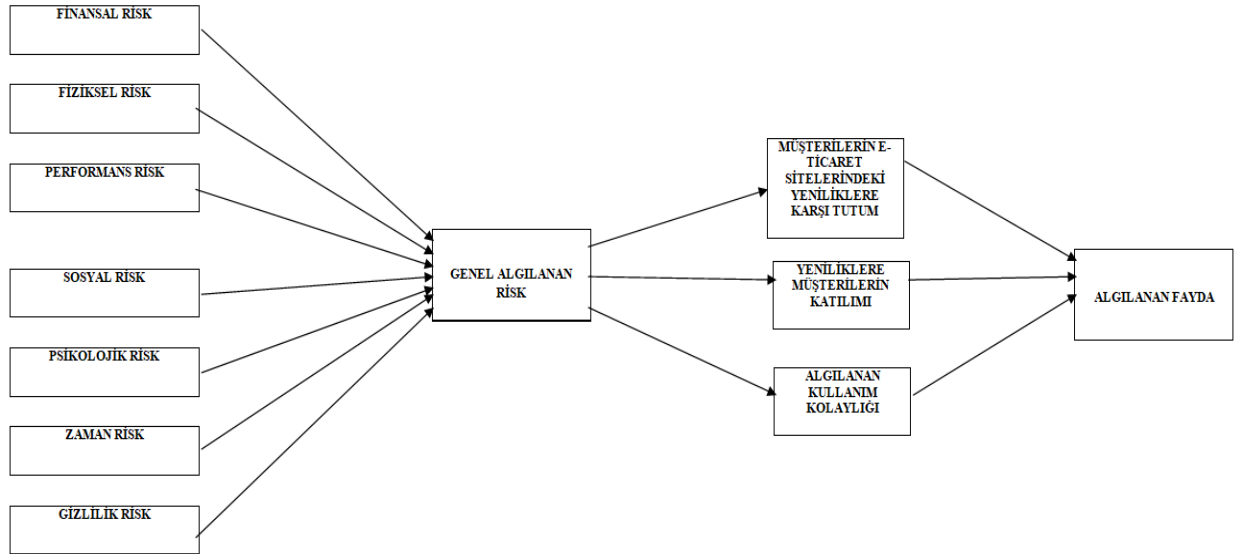 FİNANSAL RİSK
FİZİKSEL RİSK
PERFORMANS RİSK
SOSYAL RİSK
PSİKOLOJİK RİSK
ZAMAN RİSK
GİZLİLİK RİSK
GENEL ALGILANAN
RİSK
MÜŞTERİLERİN E-
TİCARET
SİTELERİNDEKİ
YENİLİKLERE
KARŞI TUTUM
YENİLİKLERE
MÜŞTERİLERİN
KATILIMI
ALGILANAN
KULLANIM
KOLAYLIĞI
ALGILANAN FAYDA